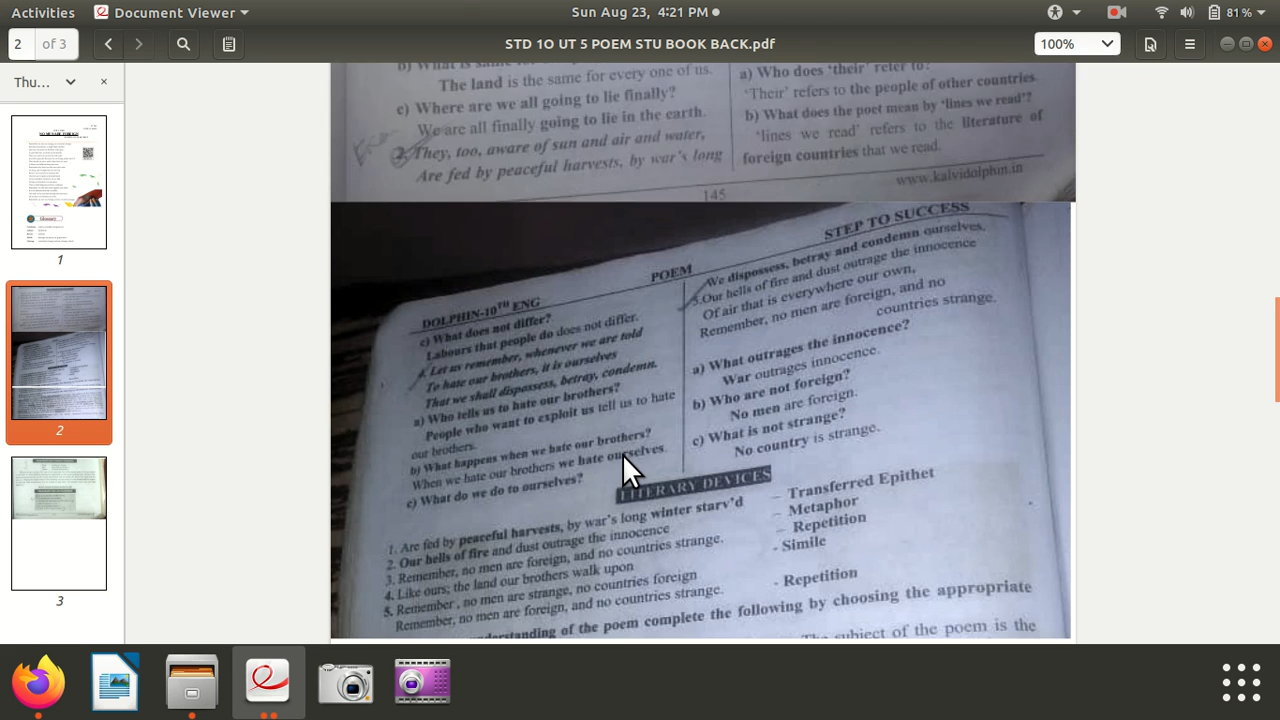 Activities
Document Viewer
Sun Aug 23, 4:21 PM
81%
2
of 3
STD 1O UT 5 POEM STU BOOK BACK.pdf
100%
Thu...
1
2
3
The land is the same for every one of us.
c) Where are we all going to lie finally?
We are all finally going to lie in the earth.
They, too, aware of sun and air and water,
Are fed by peaceful harvests, by war's long
a) Who does 'their' refer to?
'Their' refers to the people of other countries.
b) What does the poet mean by 'lines we read'?
we read' refers to the literature of
foreign countries that we
145
www.kalvidolphin.in
DOLPHIN-10TH ENG
POEM
STEP TO SUCCESS
c) What does not differ?
Labours that people do does not differ.
4. Let us remember, whenever we are told
To hate our brothers, it is ourselves
That we shall dispossess, betray, condemn.
a) Who tells us to hate our brothers?
People who want to exploit us tell us to hate
our brothers.
b) What happens when we hate our brothers?
When we hate our brothers we hate ourselves.
c) What do we do to ourselves?
We dispossess, betray and condemn ourselves.
5. Our hells of fire and dust outrage the innocence
Of air that is everywhere our own,
Remember, no men are foreign, and no
countries strange.
a) What outrages the innocence?
War outrages innocence.
b) Who are not foreign?
No men are foreign.
c) What is not strange?
No country is strange.
LITERARY DEVICES
1. Are fed by peaceful harvests, by war's long winter starv'd
- Transferred Epithet
2. Our hells of fire and dust outrage the innocence
- Metaphor
3. Remember, no men are foreign, and no countries strange.
- Repetition
4. Like ours; the land our brothers walk upon
- Simile
5. Remember, no men are strange, no countries foreign
Remember, no men are foreign, and no countries strange.
- Repetition
understanding of the poem complete the following by choosing the appropriate
The subject of the poem is the